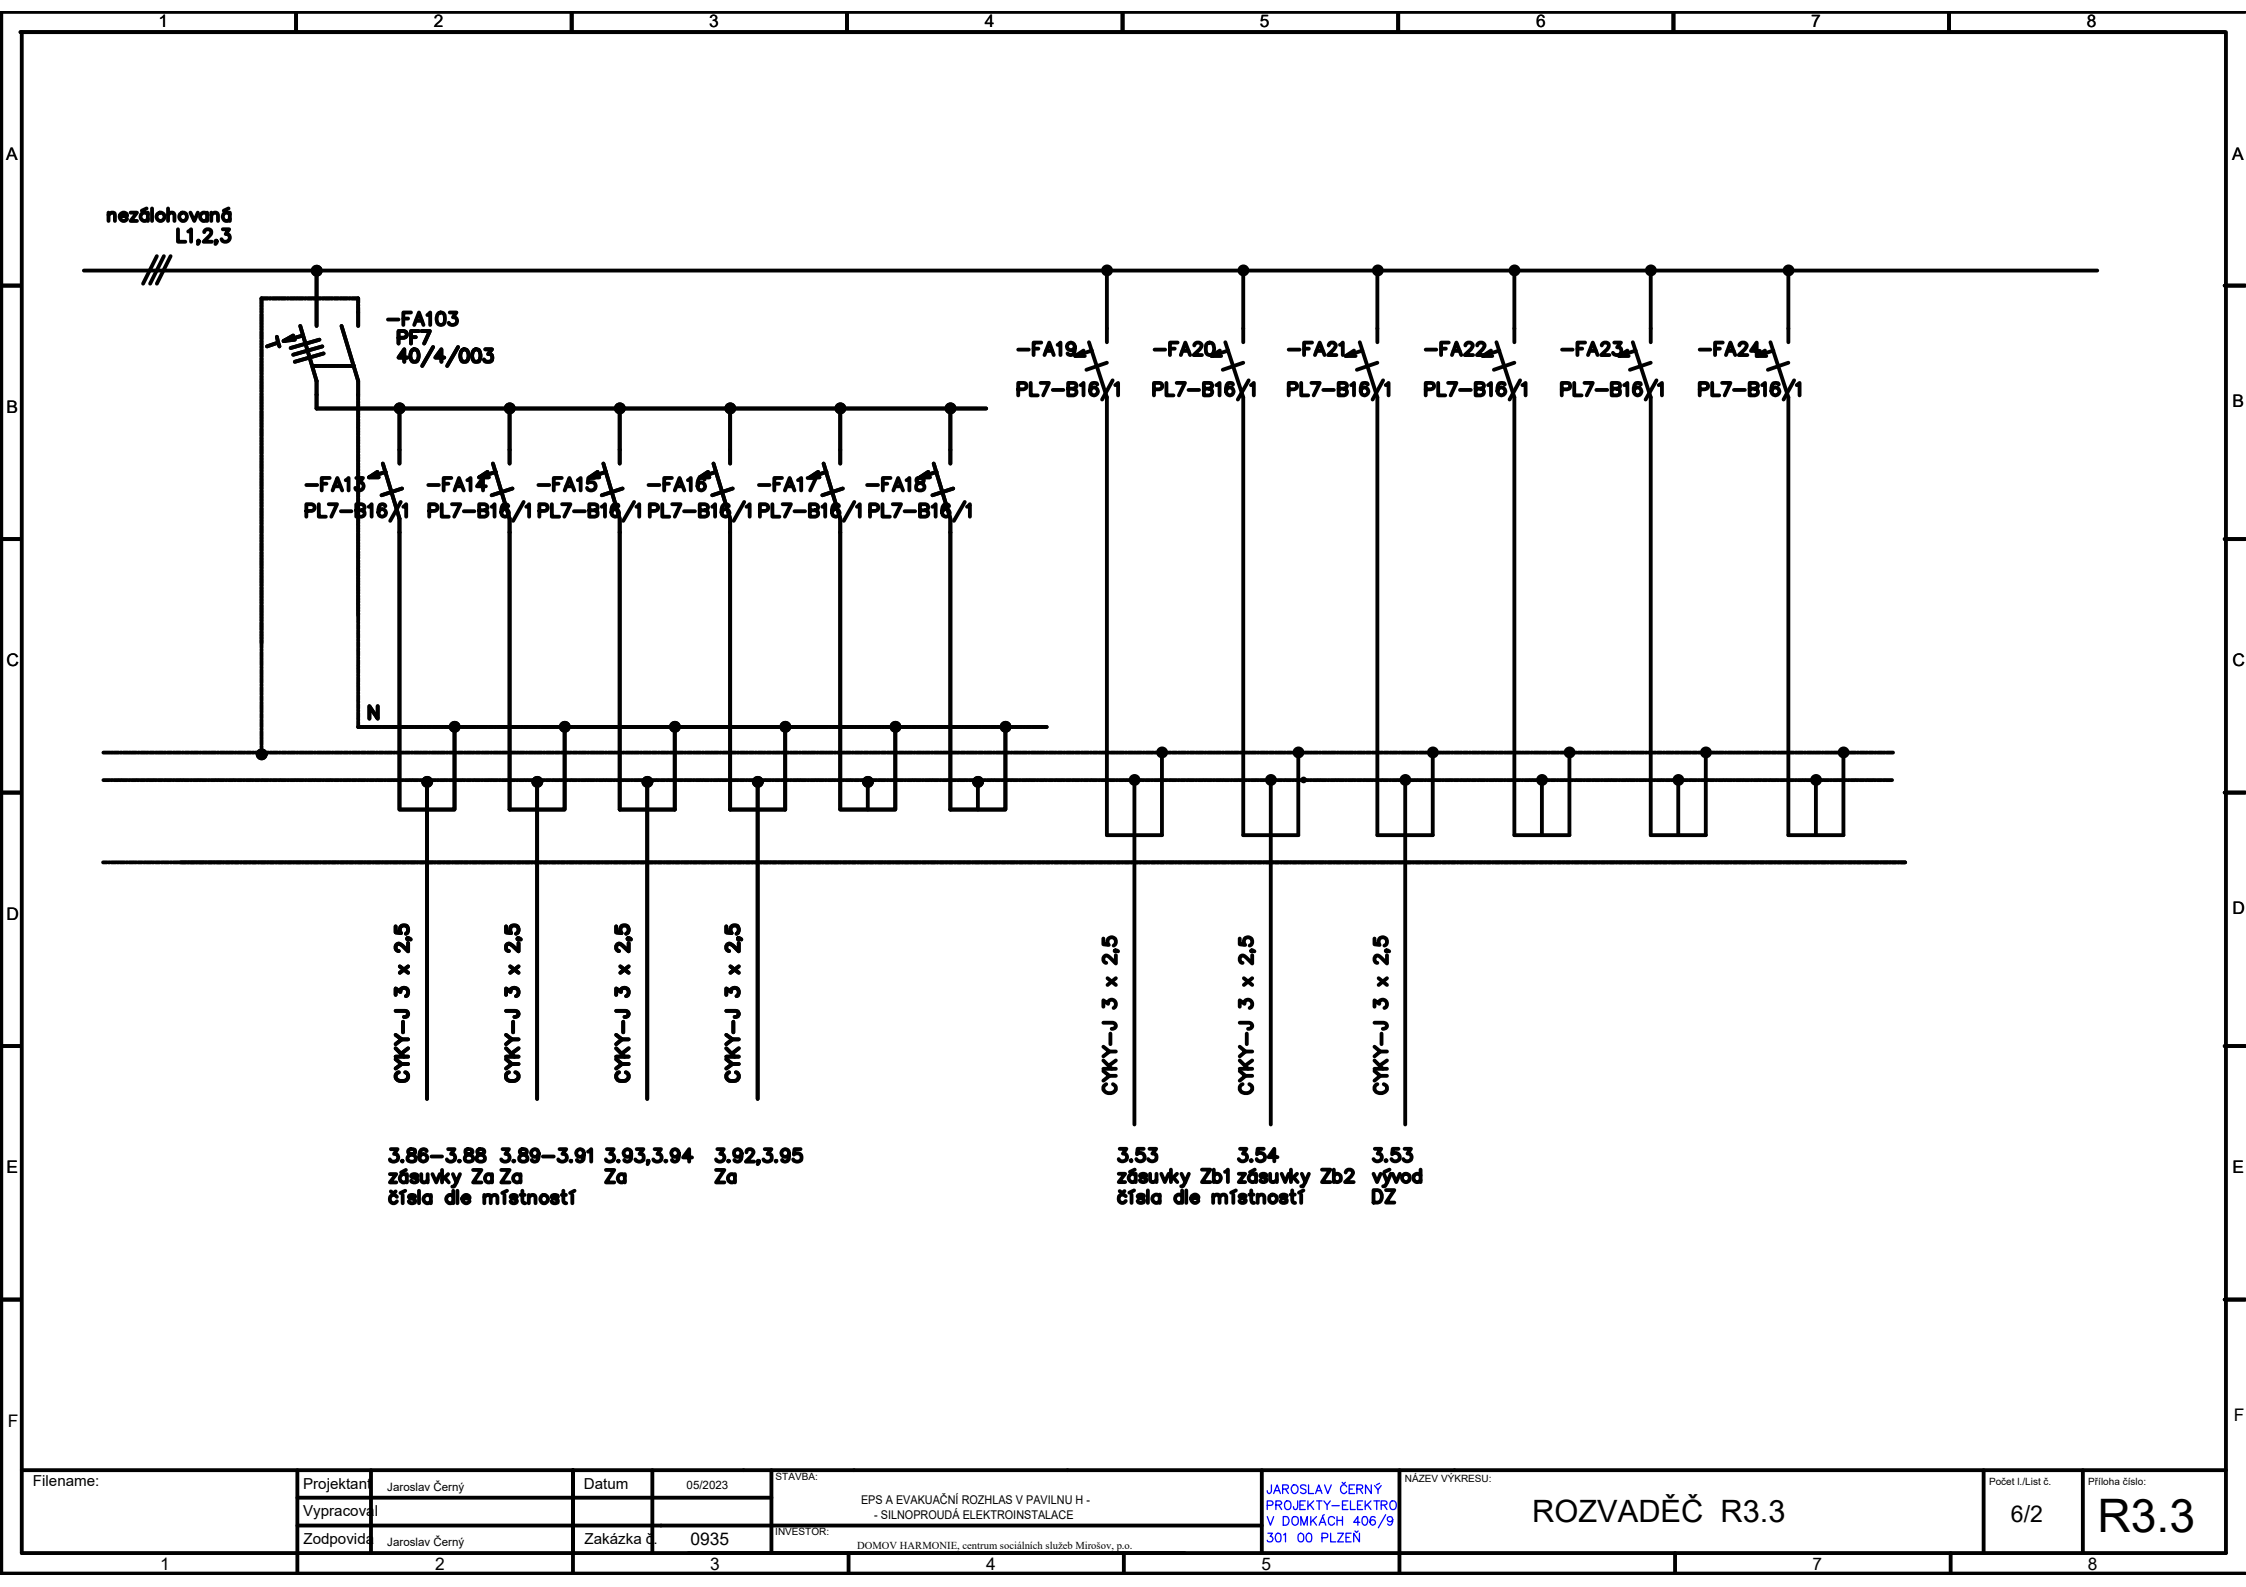 1 2 3 4 5 6 7 8
A A
nezálohovaná
L1,2,3
-FA103
PF7
40/4/003
-FA19 -FA20 -FA21 -FA22 -FA23 -FA24
PL7-B16/1 PL7-B16/1 PL7-B16/1 PL7-B16/1 PL7-B16/1 PL7-B16/1
B B
-FA13 -FA14 -FA15 -FA16 -FA17 -FA18
PL7-B16/1 PL7-B16/1 PL7-B16/1 PL7-B16/1 PL7-B16/1 PL7-B16/1
C C
N
D D
CYKY-J 3 x 2,5
CYKY-J 3 x 2,5
CYKY-J 3 x 2,5
CYKY-J 3 x 2,5
CYKY-J 3 x 2,5
CYKY-J 3 x 2,5
CYKY-J 3 x 2,5
3.86-3.88 3.89-3.91 3.93,3.94 3.92,3.95
zásuvky Za Za Za Za
čísla dle místností
3.53 3.54 3.53
zásuvky Zb1 zásuvky Zb2 vývod
čísla dle místností DZ
E E
F F
Filename:
Projektant Jaroslav Černý Datum 05/2023
Vypracoval
Zodpovídá Jaroslav Černý Zakázka č. 0935
STAVBA:
EPS A EVAKUAČNÍ ROZHLAS V PAVILNU H -
- SILNOPROUDÁ ELEKTROINSTALACE
INVESTOR:
DOMOV HARMONIE, centrum sociálních služeb Mirošov, p.o.
JAROSLAV ČERNÝ
PROJEKTY-ELEKTRO
V DOMKÁCH 406/9
301 00 PLZEŇ
NÁZEV VÝKRESU:
ROZVADĚČ R3.3
Počet l./List č.
6/2
Příloha číslo:
R3.3
1 2 3 4 5 7 8